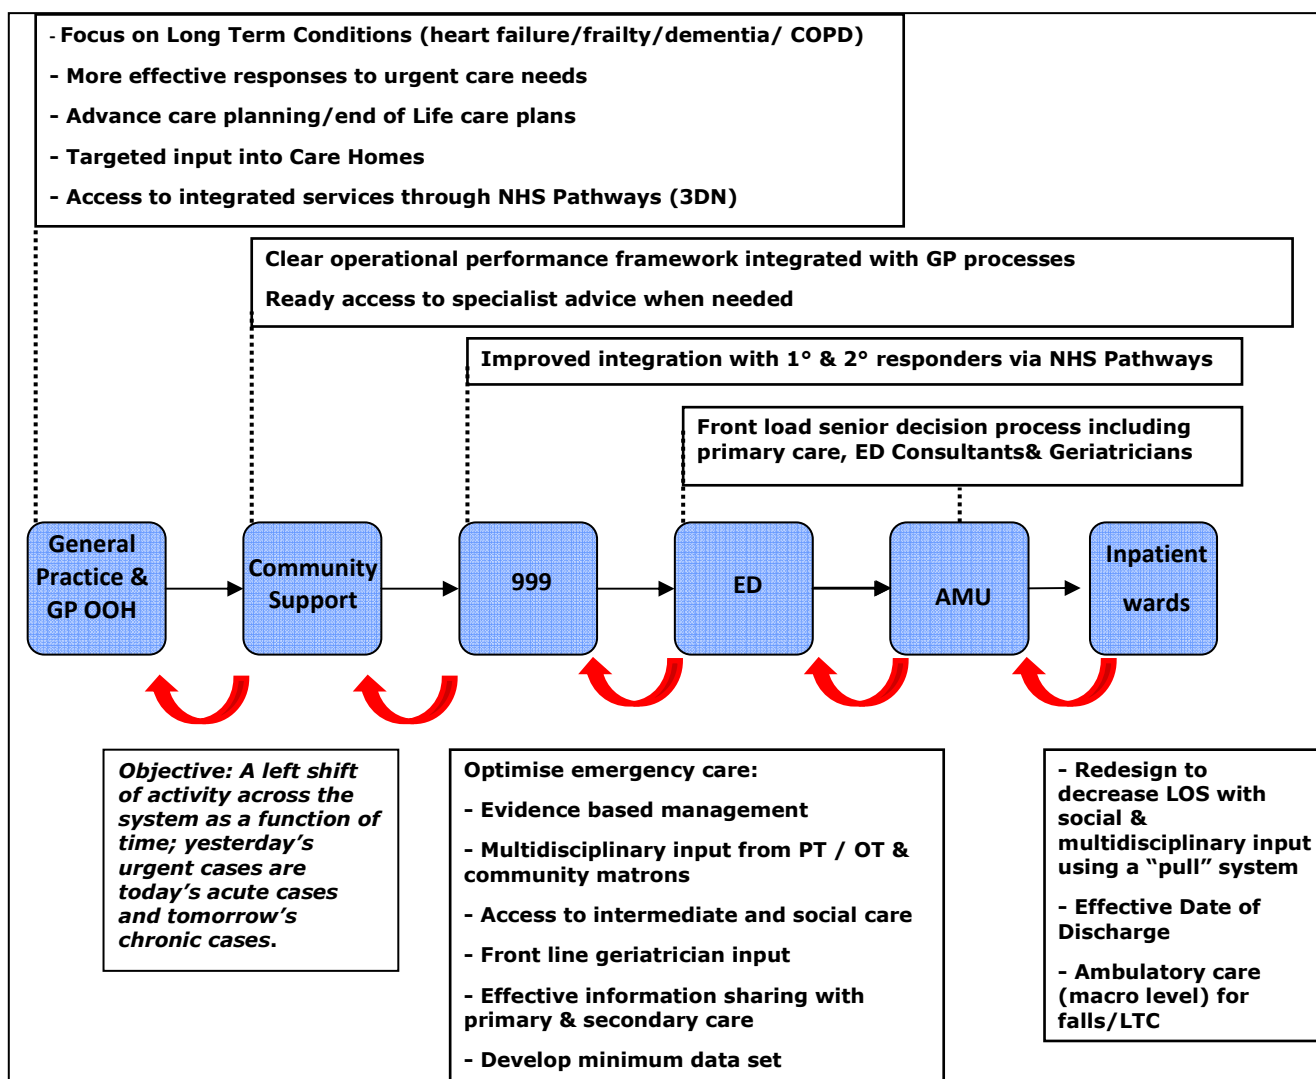 - Focus on Long Term Conditions (heart failure/frailty/dementia/ COPD)
- More effective responses to urgent care needs
- Advance care planning/end of Life care plans
- Targeted input into Care Homes
- Access to integrated services through NHS Pathways (3DN)
Clear operational performance framework integrated with GP processes
Ready access to specialist advice when needed
Improved integration with 1° & 2° responders via NHS Pathways
Front load senior decision process including
primary care, ED Consultants& Geriatricians
General
Practice &
GP OOH
Community
Support
999
ED
AMU
Inpatient
wards
Objective: A left shift
of activity across the
system as a function of
time; yesterday’s
urgent cases are
today’s acute cases
and tomorrow’s
chronic cases.
Optimise emergency care:
- Evidence based management
- Multidisciplinary input from PT / OT &
community matrons
- Access to intermediate and social care
- Front line geriatrician input
- Effective information sharing with
primary & secondary care
- Develop minimum data set
- Redesign to
decrease LOS with
social &
multidisciplinary input
using a “pull” system
- Effective Date of
Discharge
- Ambulatory care
(macro level) for
falls/LTC